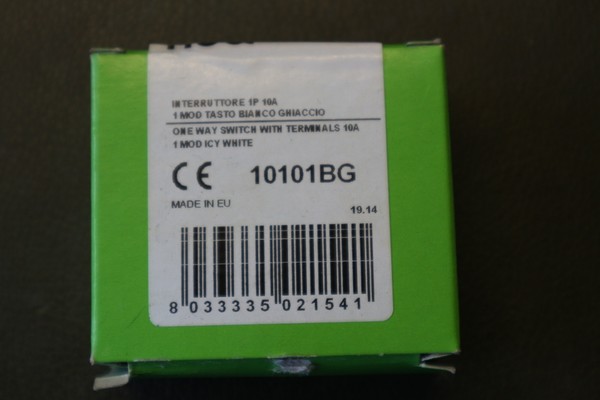 INTERRUTTORE 1P 10A
1 MOD TASTO BIANCO GHIACCIO
ONE WAY SWITCH WITH TERMINALS 10A
1 MOD ICY WHITE
CE 10101BG
MADE IN EU
19.14
8 033335 021541